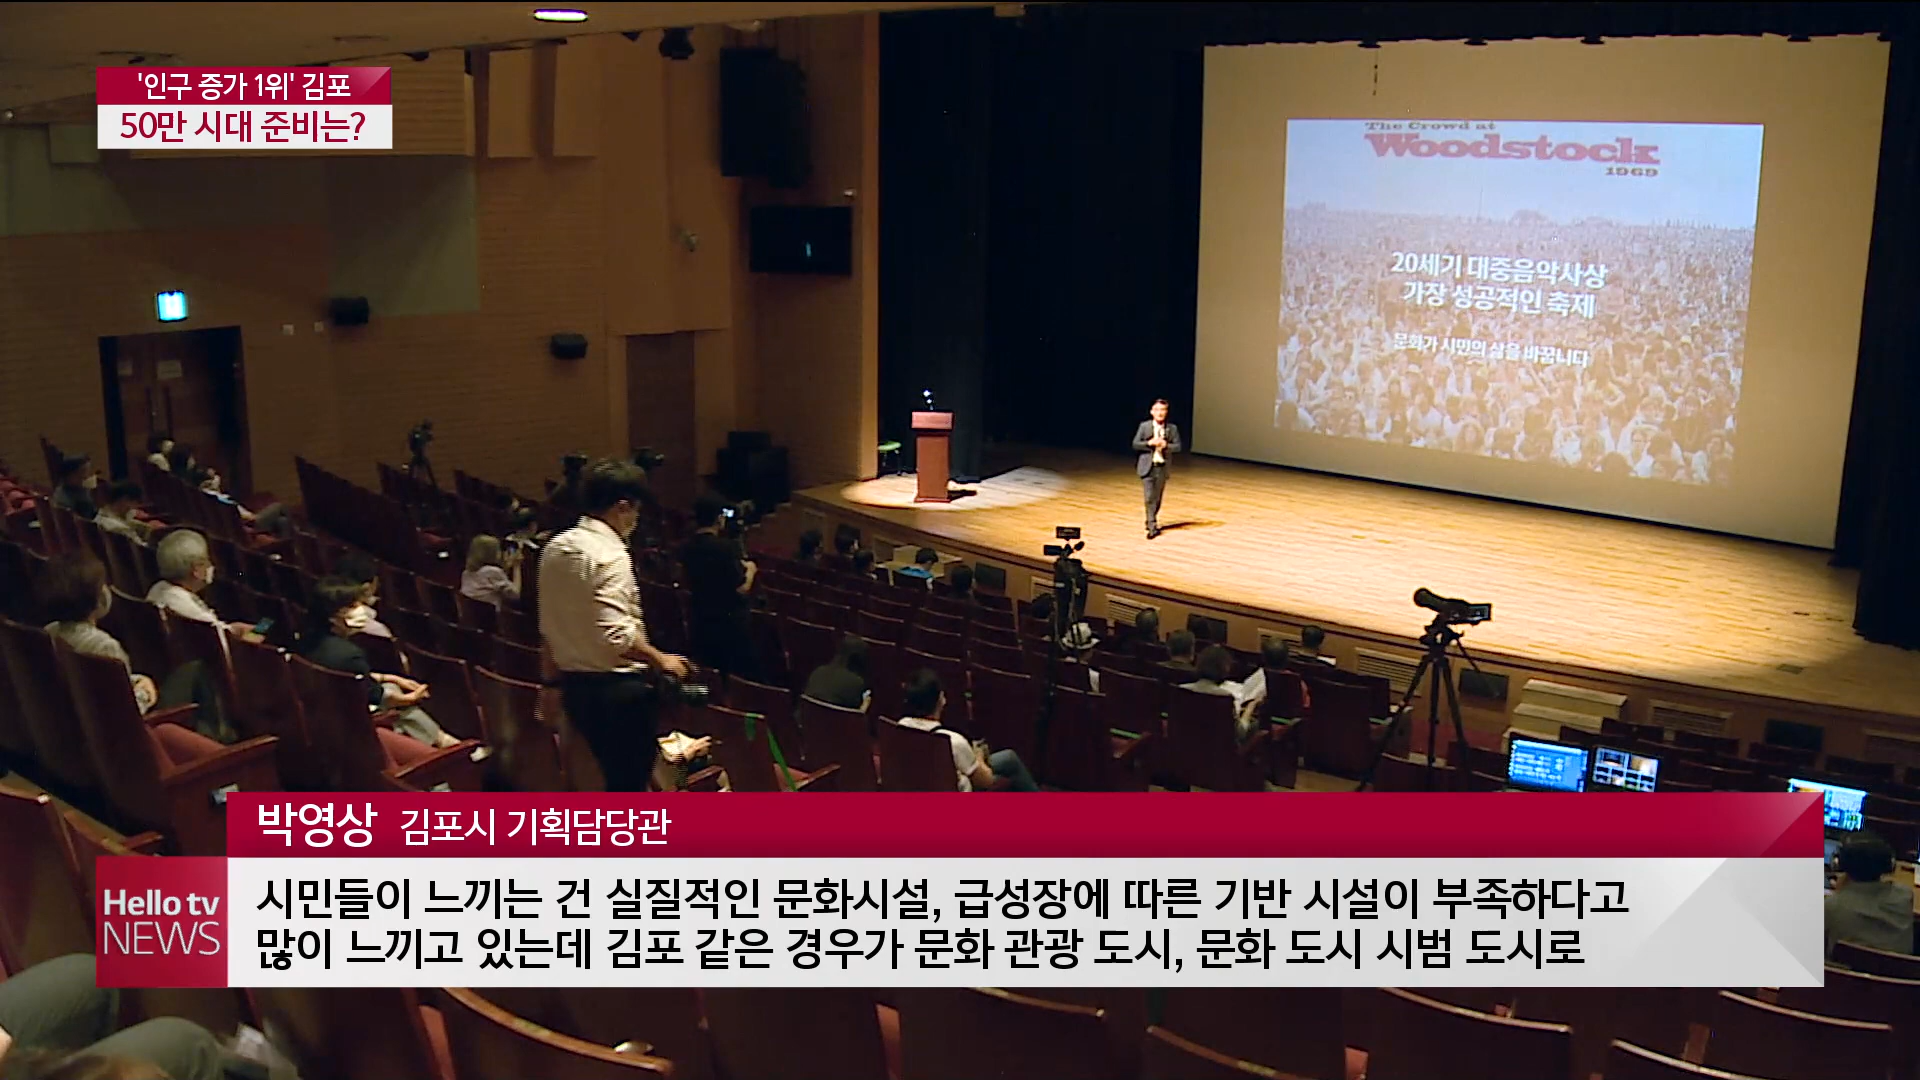 '인구 증가 1위' 김포
50만 시대 준비는?
The Crowd at
Woodstock
1969
20세기 대중음악사상
가장 성공적인 축제
문화가 시민의 삶을 바꿉니다
박영상 김포시 기획담당관
Hello tv
NEWS
시민들이 느끼는 건 실질적인 문화시설, 급성장에 따른 기반 시설이 부족하다고
많이 느끼고 있는데 김포 같은 경우가 문화 관광 도시, 문화 도시 시범 도시로